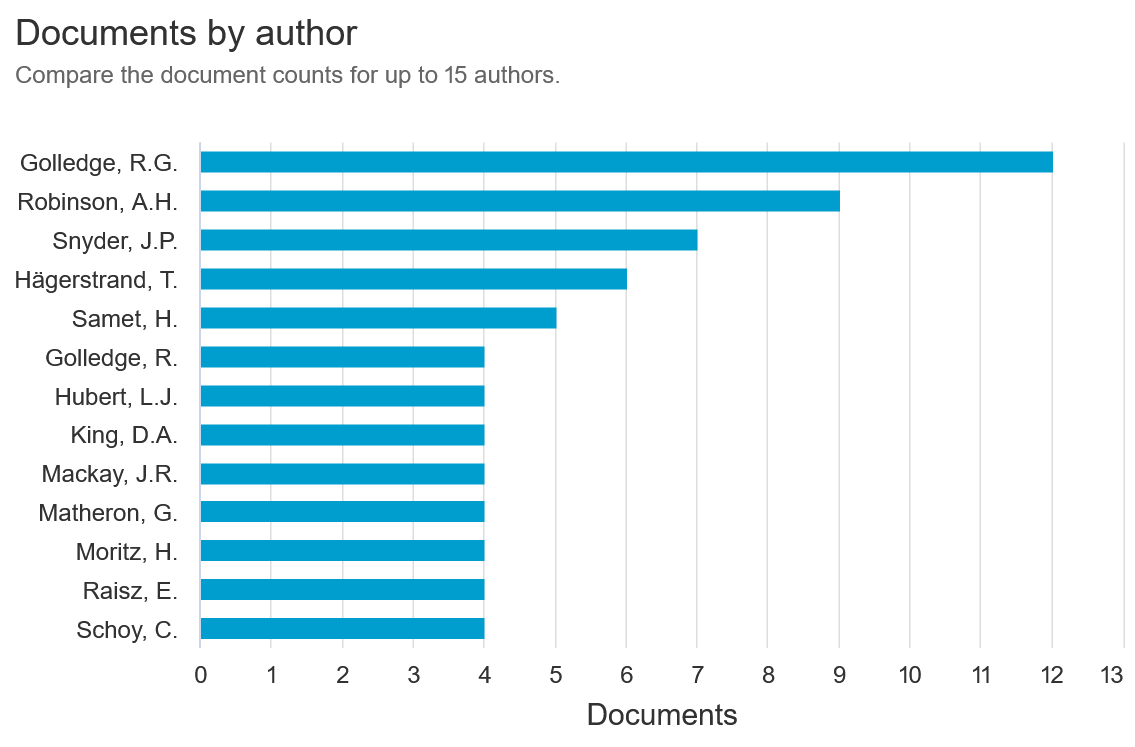 Documents by author
Compare the document counts for up to 15 authors.
Golledge, R.G.
Robinson, A.H.
Snyder, J.P.
Hägerstrand, T.
Samet, H.
Golledge, R.
Hubert, L.J.
King, D.A.
Mackay, J.R.
Matheron, G.
Moritz, H.
Raisz, E.
Schoy, C.
0 1 2 3 4 5 6 7 8 9 10 11 12 13
Documents